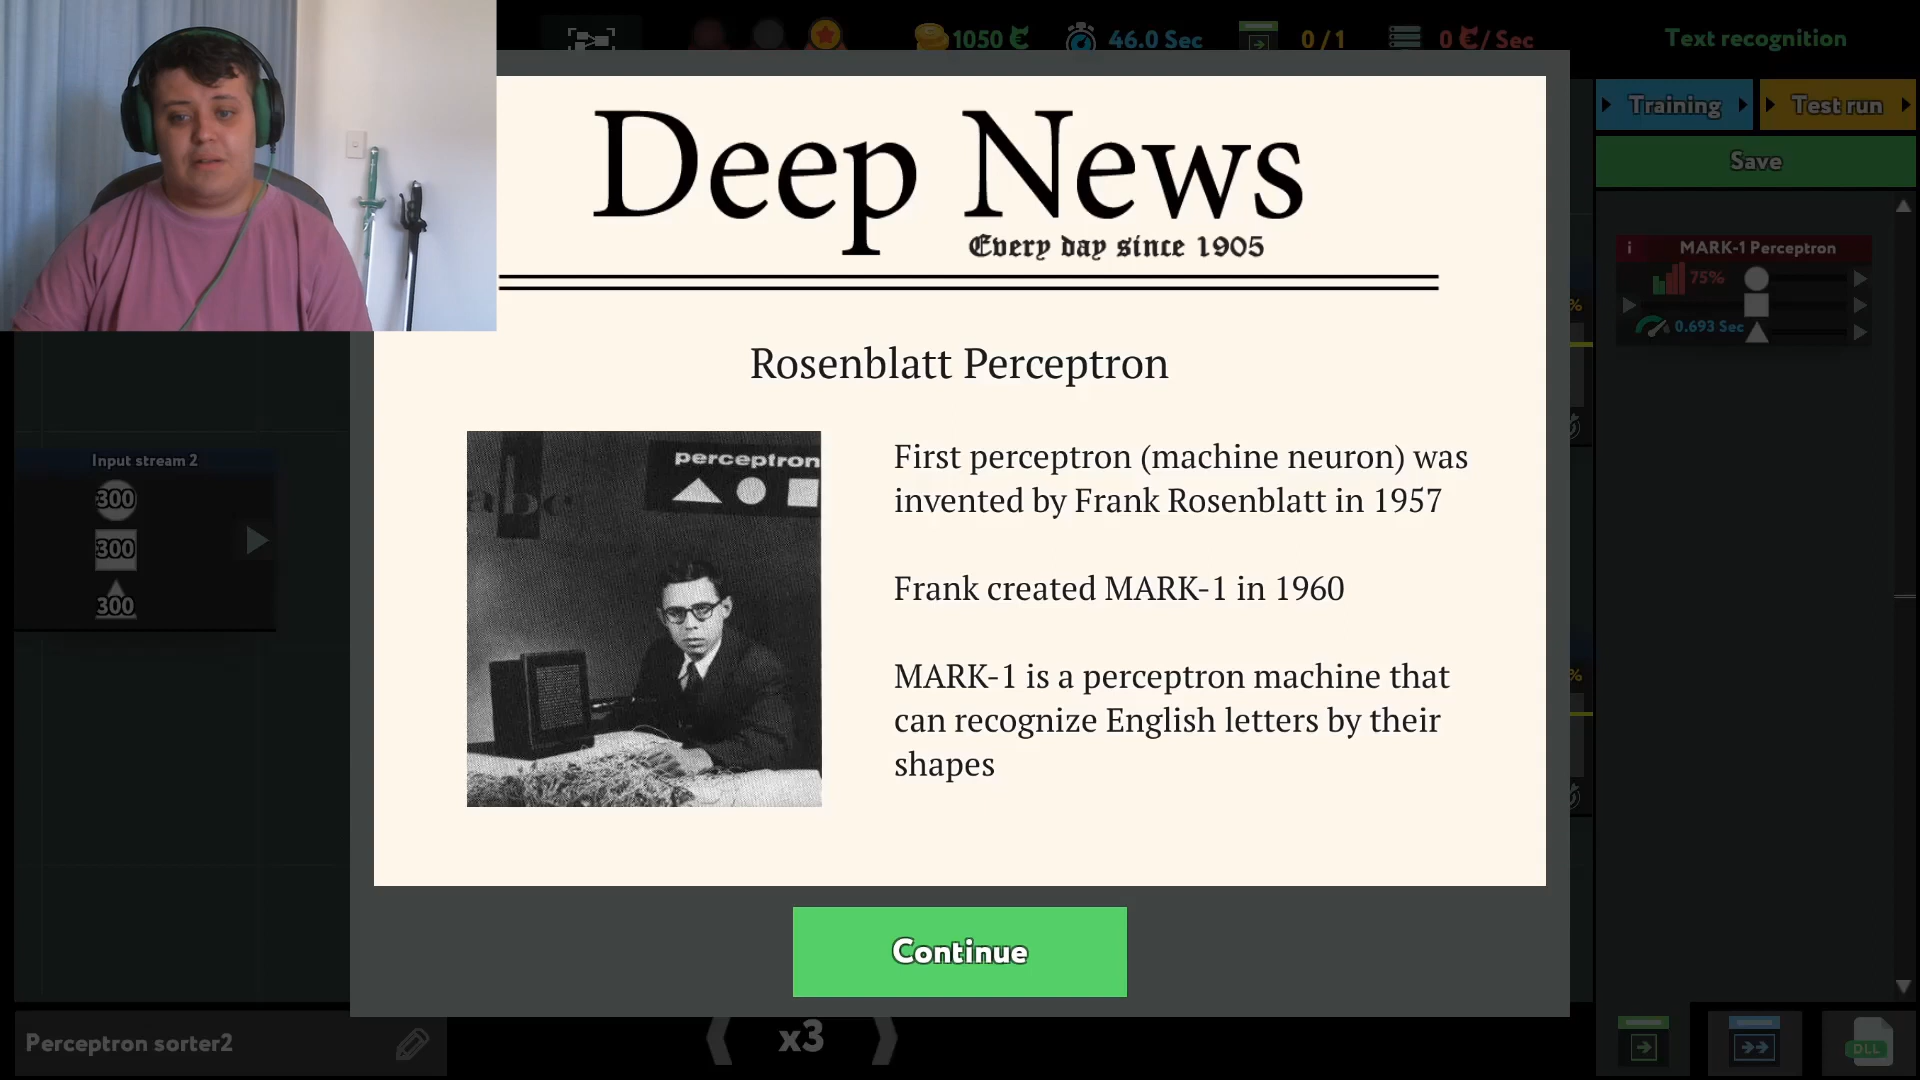 1050 €
46.0 Sec
0/1
0 €/ Sec
Text recognition
Training
Test run
Save
Deep News
Every day since 1905
MARK-1 Perceptron
75%
0.693 Sec
Rosenblatt Perceptron
perceptron
abc
First perceptron (machine neuron) was
invented by Frank Rosenblatt in 1957
Frank created MARK-1 in 1960
MARK-1 is a perceptron machine that
can recognize English letters by their
shapes
Input stream 2
300
300
300
%
%
Continue
Perceptron sorter2
x3
DLL